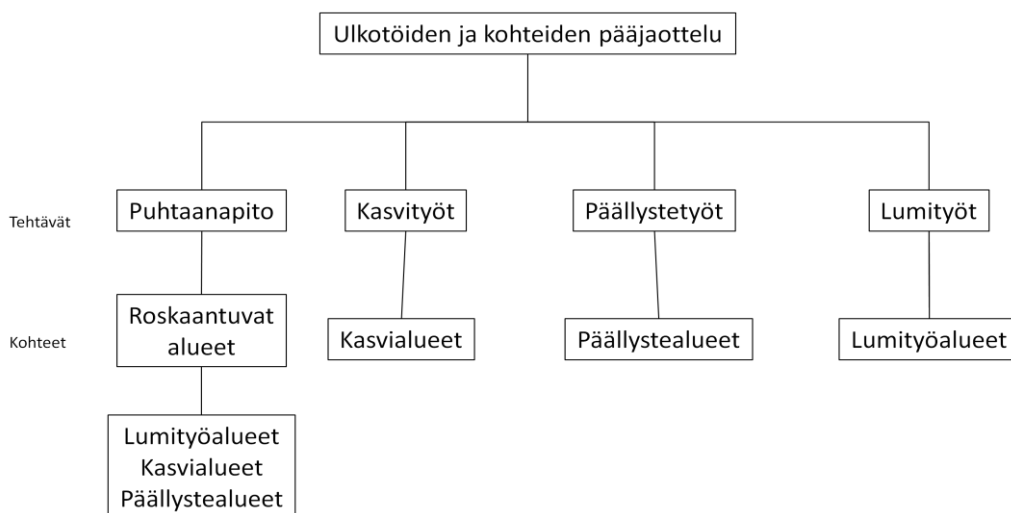 Ulkotöiden ja kohteiden pääjaottelu
Tehtävät
Puhtaanapito
Kasvityöt
Päällystetyöt
Lumityöt
Kohteet
Roskaantuvat
alueet
Kasvialueet
Päällystealueet
Lumityöalueet
Lumityöalueet
Kasvialueet
Päällystealueet